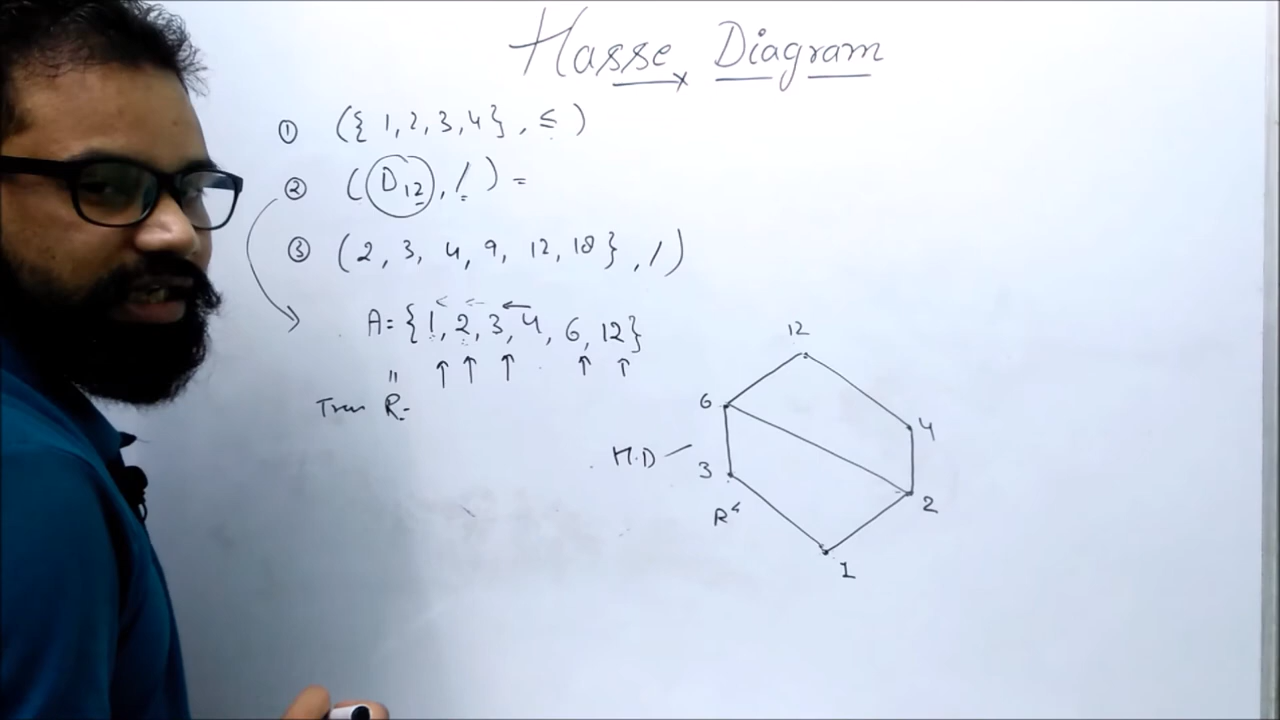 Hasse Diagram
① ({ 1, 2, 3, 4 } , ≤ )
② ( D12 , / ) =
③ ( 2, 3, 4, 9, 12, 18 } , / )
A = { 1, 2, 3, 4, 6, 12 }
"
R-
12
6
4
H.D
3
2
1